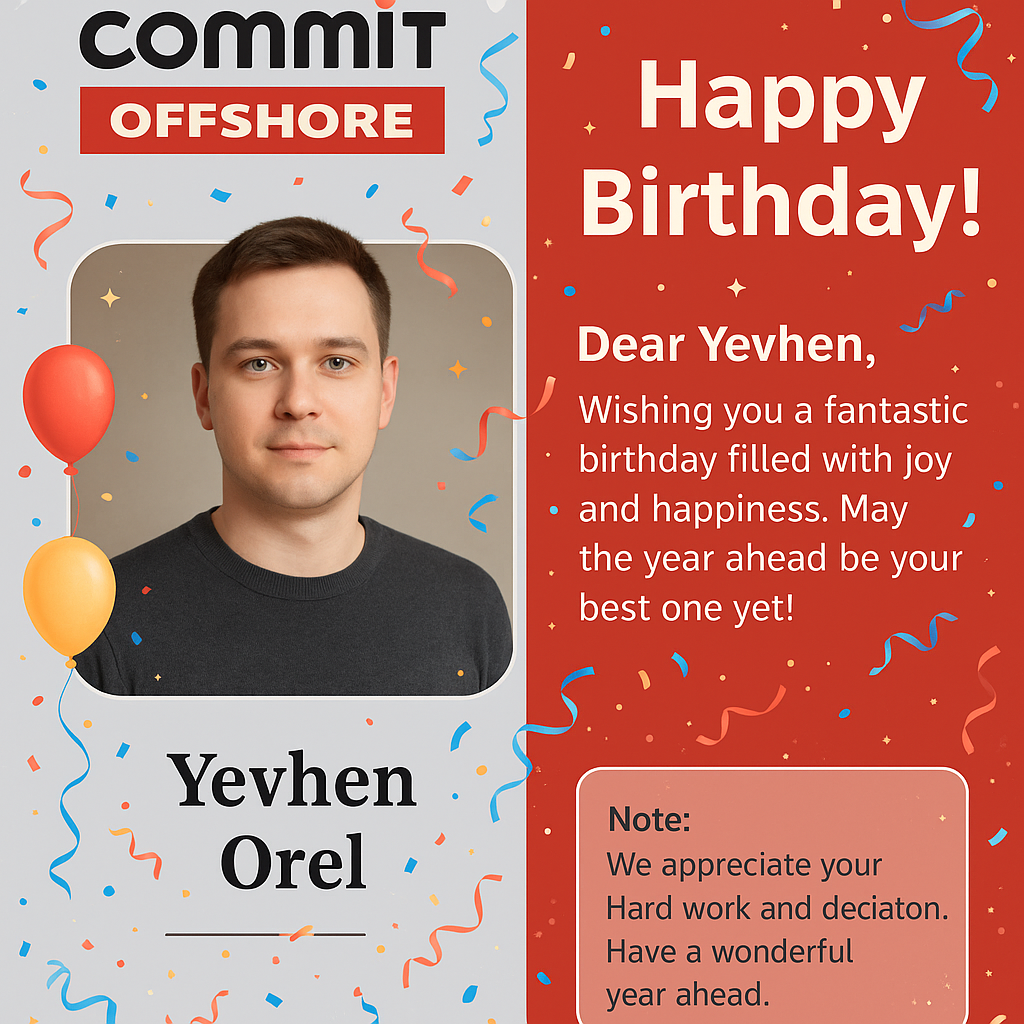 commit
OFFSHORE
Yevhen
Orel
Happy
Birthday!
Dear Yevhen,
Wishing you a fantastic
birthday filled with joy
and happiness. May
the year ahead be your
best one yet!
Note:
We appreciate your
Hard work and deciaton.
Have a wonderful
year ahead.